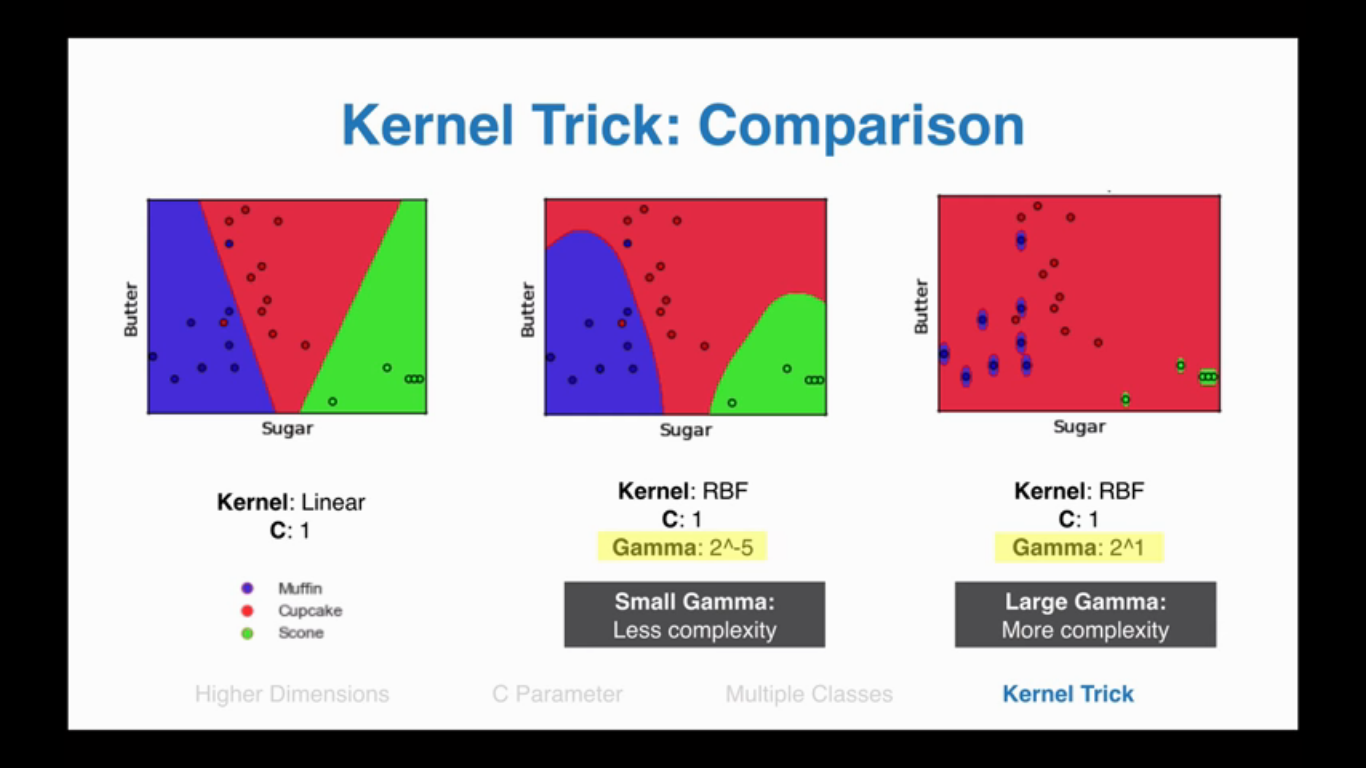 Kernel Trick: Comparison
Butter
Sugar
Butter
Sugar
Butter
Sugar
Kernel: Linear
C: 1
Kernel: RBF
C: 1
Gamma: 2^-5
Kernel: RBF
C: 1
Gamma: 2^1
Muffin
Cupcake
Scone
Small Gamma:
Less complexity
Large Gamma:
More complexity
Higher Dimensions
C Parameter
Multiple Classes
Kernel Trick